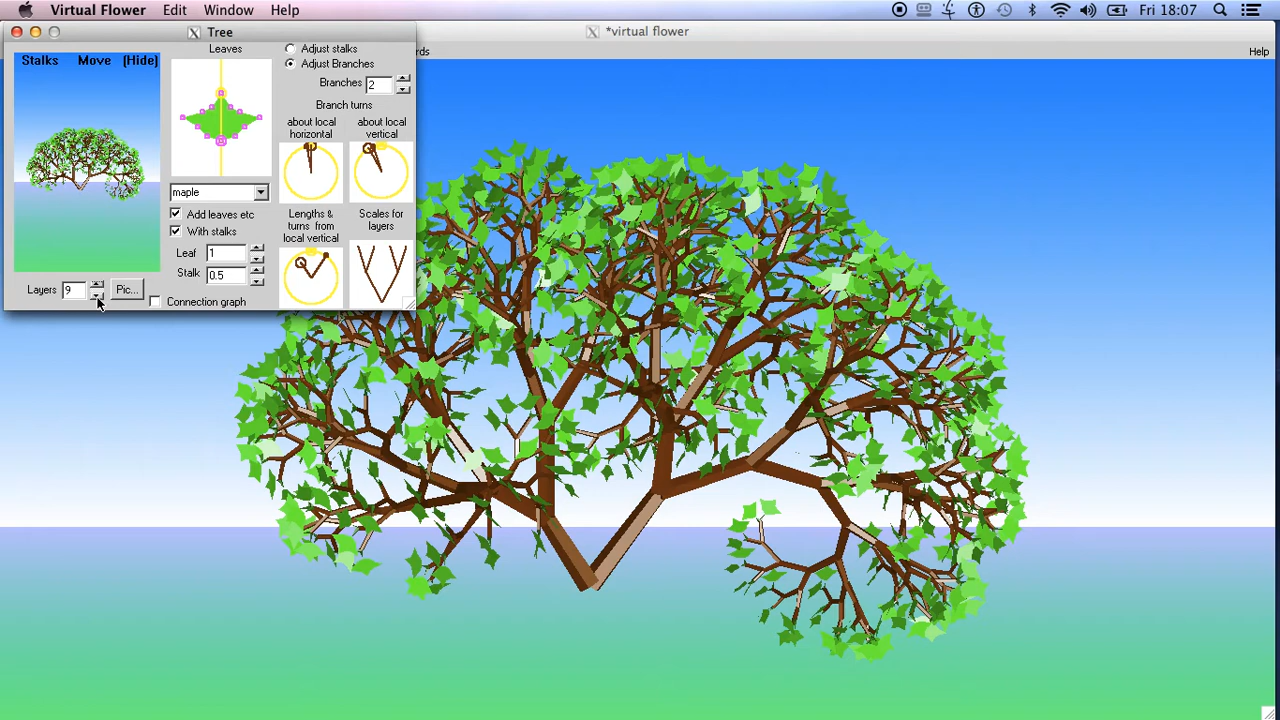 Virtual Flower Edit Window Help Fri 18:07
Tree
*virtual flower
rds Help
Stalks Move (Hide)
Leaves
Adjust stalks
Adjust Branches
Branches 2
Branch turns
about local
horizontal
about local
vertical
maple
Add leaves etc
With stalks
Leaf 1
Stalk 0.5
Lengths &
turns from
local vertical
Scales for
layers
Layers 9 Pic...
Connection graph